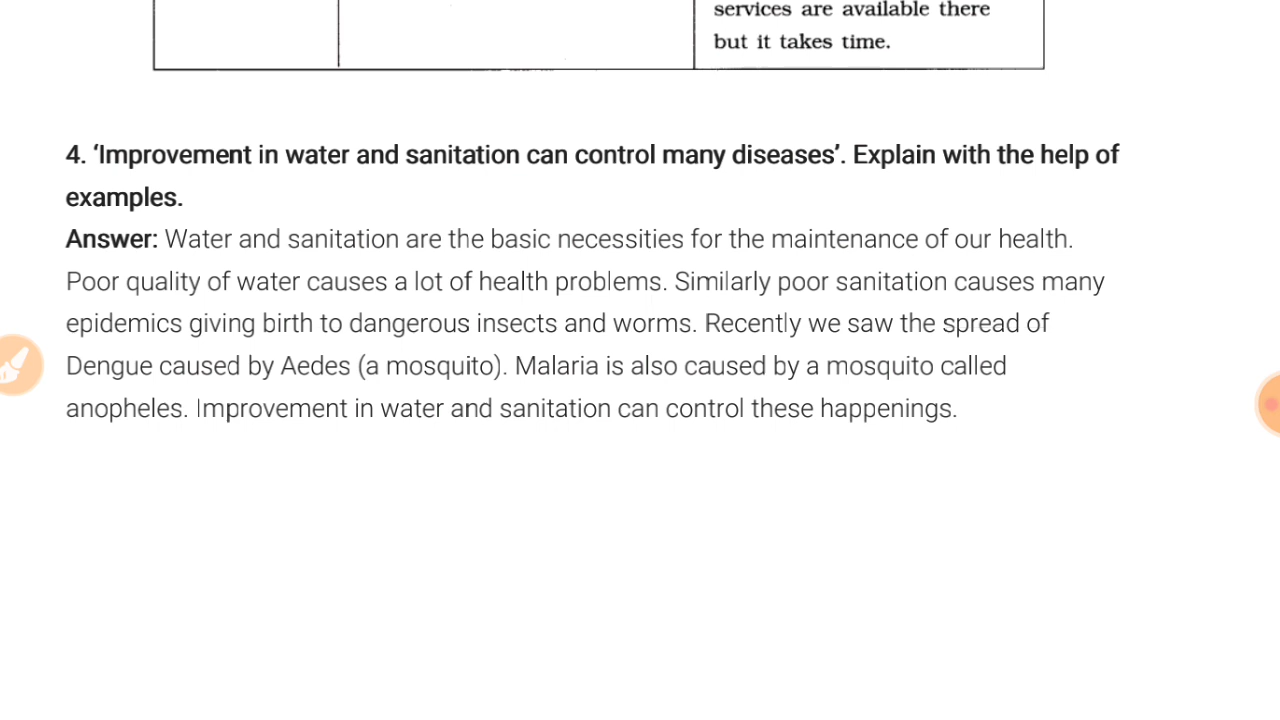 services are available there
but it takes time.
4. ‘Improvement in water and sanitation can control many diseases’. Explain with the help of
examples.
Answer: Water and sanitation are the basic necessities for the maintenance of our health.
Poor quality of water causes a lot of health problems. Similarly poor sanitation causes many
epidemics giving birth to dangerous insects and worms. Recently we saw the spread of
Dengue caused by Aedes (a mosquito). Malaria is also caused by a mosquito called
anopheles. Improvement in water and sanitation can control these happenings.